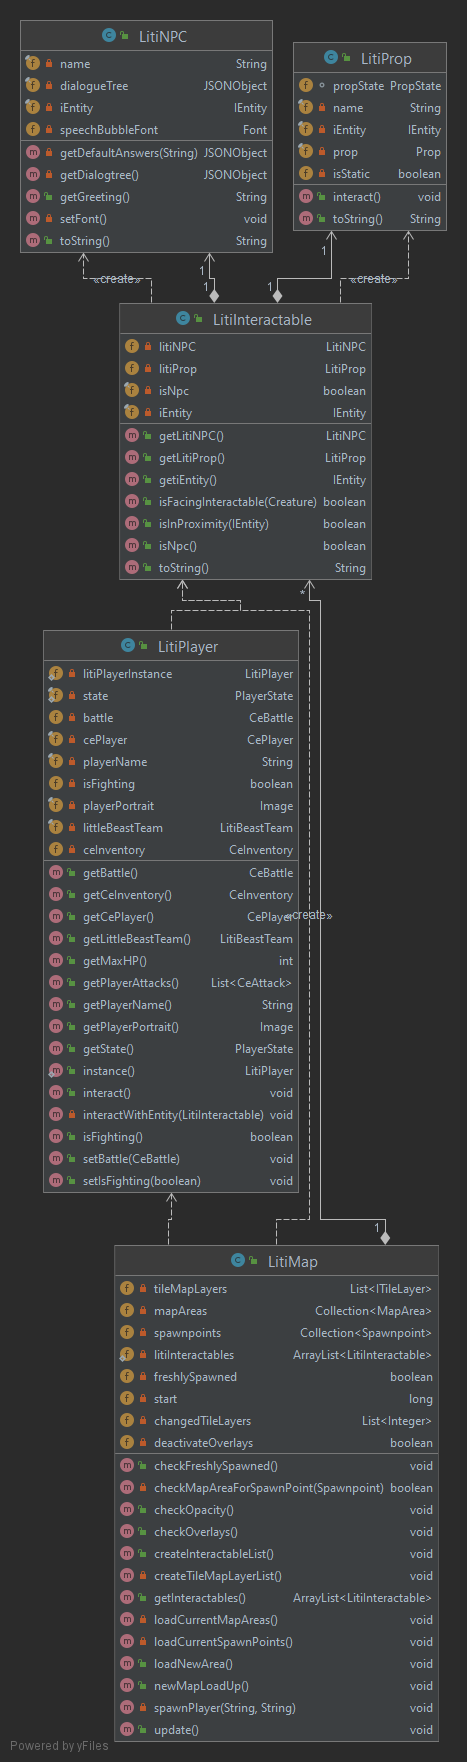 LitiNPC
name String
dialogueTree JSONObject
iEntity IEntity
speechBubbleFont Font
getDefaultAnswers(String) JSONObject
getDialogtree() JSONObject
getGreeting() String
setFont() void
toString() String
LitiProp
propState PropState
name String
iEntity IEntity
prop Prop
isStatic boolean
interact() void
toString() String
«create»
1
1
1
1
«create»
LitiInteractable
litiNPC LitiNPC
litiProp LitiProp
isNpc boolean
iEntity IEntity
getLitiNPC() LitiNPC
getLitiProp() LitiProp
getiEntity() IEntity
isFacingInteractable(Creature) boolean
isInProximity(IEntity) boolean
isNpc() boolean
toString() String
*
LitiPlayer
litiPlayerInstance LitiPlayer
state PlayerState
battle CeBattle
cePlayer CePlayer
playerName String
isFighting boolean
playerPortrait Image
littleBeastTeam LitiBeastTeam
ceInventory CeInventory
getBattle() CeBattle
getCeInventory() CeInventory
getCePlayer() CePlayer
«create»
getLittleBeastTeam() LitiBeastTeam
getMaxHP() int
getPlayerAttacks() List<CeAttack>
getPlayerName() String
getPlayerPortrait() Image
getState() PlayerState
instance() LitiPlayer
interact() void
interactWithEntity(LitiInteractable) void
isFighting() boolean
setBattle(CeBattle) void
setIsFighting(boolean) void
1
LitiMap
tileMapLayers List<ITileLayer>
mapAreas Collection<MapArea>
spawnpoints Collection<Spawnpoint>
litiInteractables ArrayList<LitiInteractable>
freshlySpawned boolean
start long
changedTileLayers List<Integer>
deactivateOverlays boolean
checkFreshlySpawned() void
checkMapAreaForSpawnPoint(Spawnpoint) boolean
checkOpacity() void
checkOverlays() void
createInteractableList() void
createTileMapLayerList() void
getInteractables() ArrayList<LitiInteractable>
loadCurrentMapAreas() void
loadCurrentSpawnPoints() void
loadNewArea() void
newMapLoadUp() void
spawnPlayer(String, String) void
update() void
Powered by yFiles